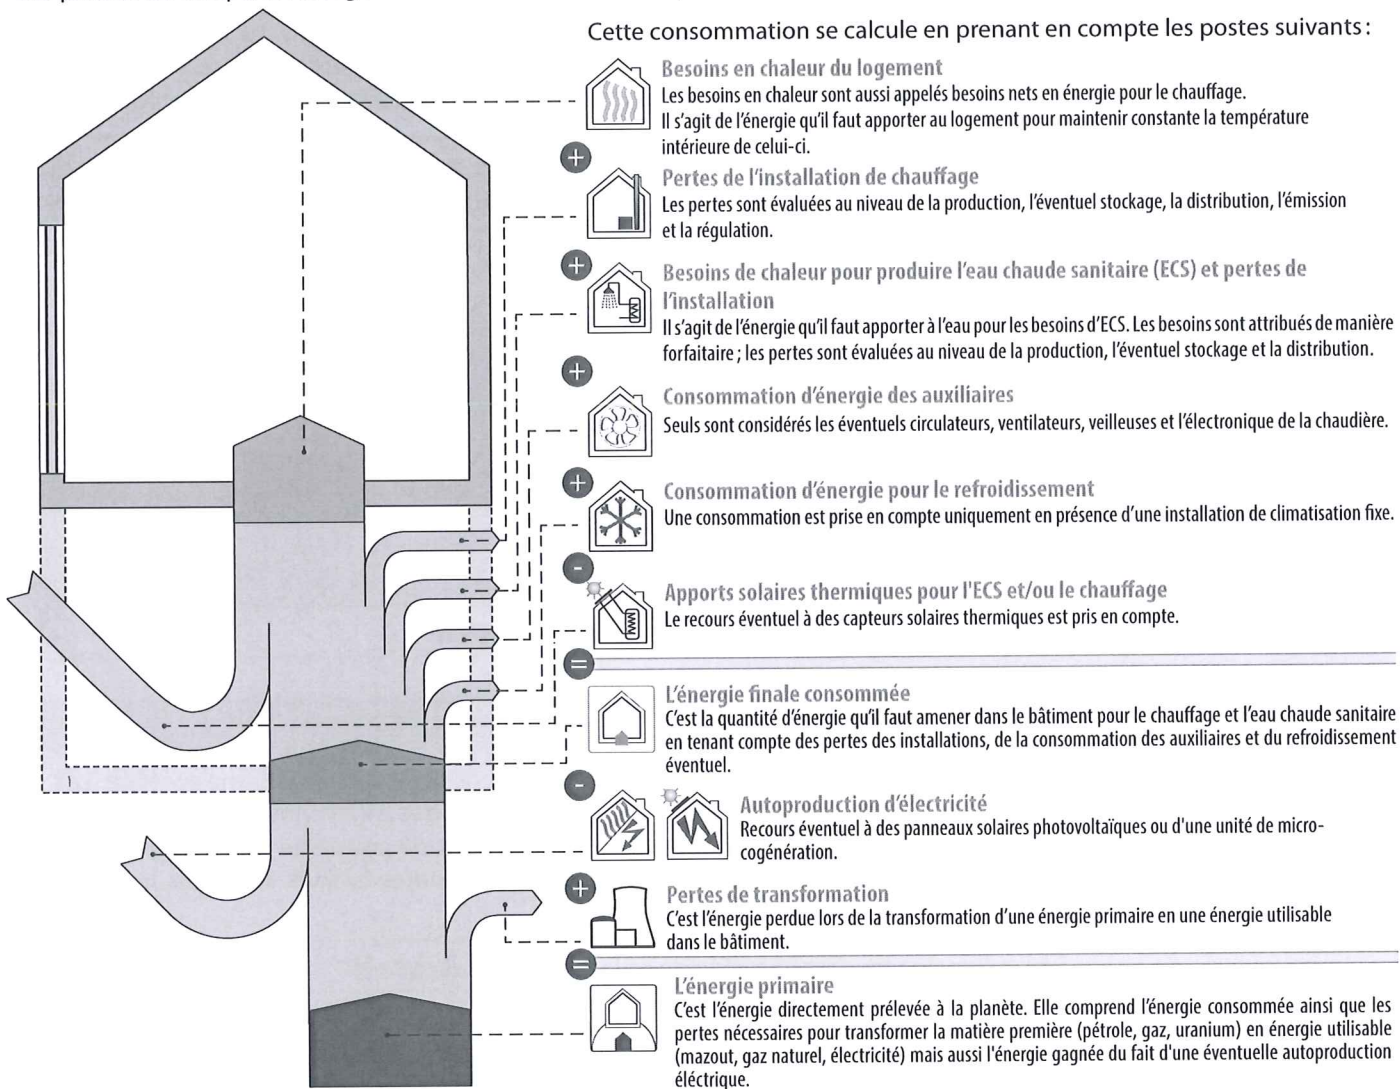 Cette consommation se calcule en prenant en compte les postes suivants :
Besoins en chaleur du logement
Les besoins en chaleur sont aussi appelés besoins nets en énergie pour le chauffage.
Il s'agit de l'énergie qu'il faut apporter au logement pour maintenir constante la température
intérieure de celui-ci.
+
Pertes de l'installation de chauffage
Les pertes sont évaluées au niveau de la production, l'éventuel stockage, la distribution, l'émission
et la régulation.
+
Besoins de chaleur pour produire l'eau chaude sanitaire (ECS) et pertes de
l'installation
Il s'agit de l'énergie qu'il faut apporter à l'eau pour les besoins d'ECS. Les besoins sont attribués de manière
forfaitaire ; les pertes sont évaluées au niveau de la production, l'éventuel stockage et la distribution.
+
Consommation d'énergie des auxiliaires
Seuls sont considérés les éventuels circulateurs, ventilateurs, veilleuses et l'électronique de la chaudière.
+
Consommation d'énergie pour le refroidissement
Une consommation est prise en compte uniquement en présence d'une installation de climatisation fixe.
-
Apports solaires thermiques pour l'ECS et/ou le chauffage
Le recours éventuel à des capteurs solaires thermiques est pris en compte.
=
L'énergie finale consommée
C'est la quantité d'énergie qu'il faut amener dans le bâtiment pour le chauffage et l'eau chaude sanitaire
en tenant compte des pertes des installations, de la consommation des auxiliaires et du refroidissement
éventuel.
-
Autoproduction d'électricité
Recours éventuel à des panneaux solaires photovoltaïques ou d'une unité de micro-
cogénération.
+
Pertes de transformation
C'est l'énergie perdue lors de la transformation d'une énergie primaire en une énergie utilisable
dans le bâtiment.
=
L'énergie primaire
C'est l'énergie directement prélevée à la planète. Elle comprend l'énergie consommée ainsi que les
pertes nécessaires pour transformer la matière première (pétrole, gaz, uranium) en énergie utilisable
(mazout, gaz naturel, électricité) mais aussi l'énergie gagnée du fait d'une éventuelle autoproduction
électrique.